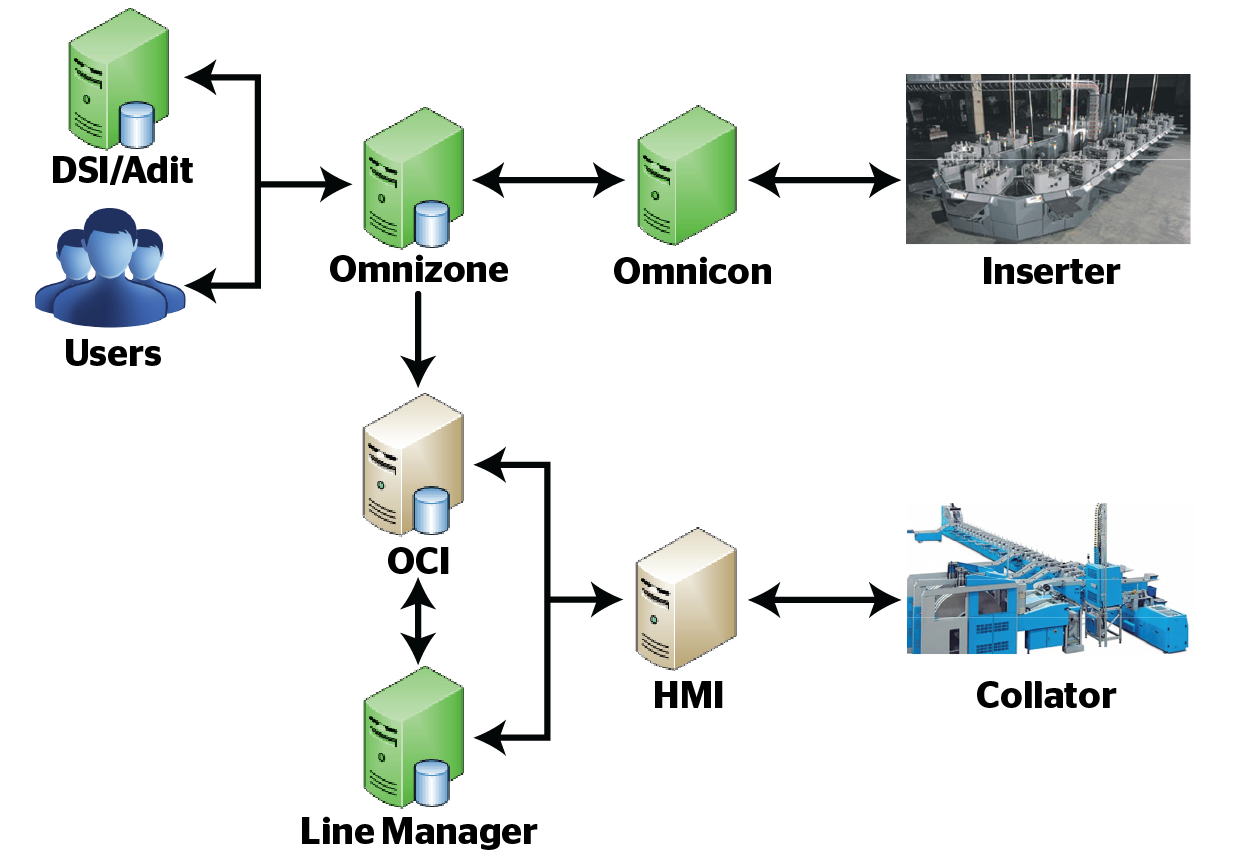 DSI/Adit
Users
Omnizone
Omnicon
Inserter
OCI
HMI
Collator
Line Manager